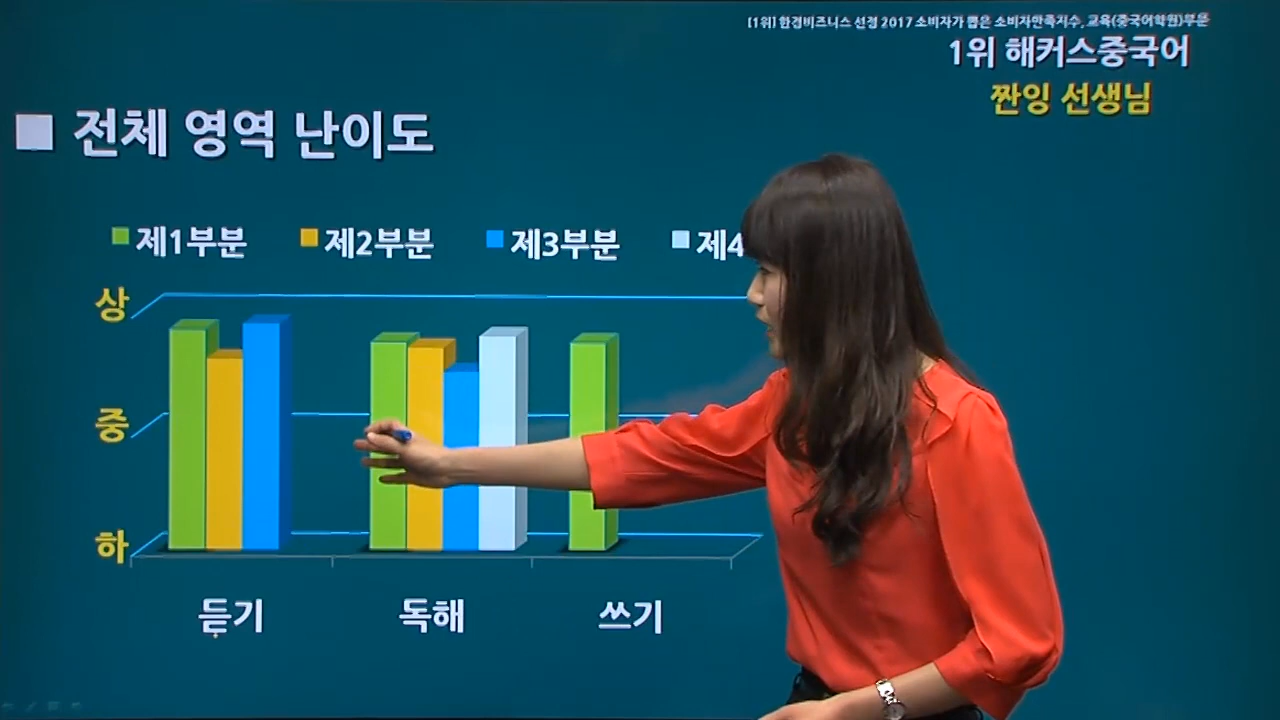 [1위] 한경비즈니스 선정 2017 소비자가 뽑은 소비자만족지수, 교육(중국어학원)부문
1위 해커스중국어
짠잉 선생님
■ 전체 영역 난이도
제1부분 제2부분 제3부분 제4
상
중
하
듣기 독해 쓰기